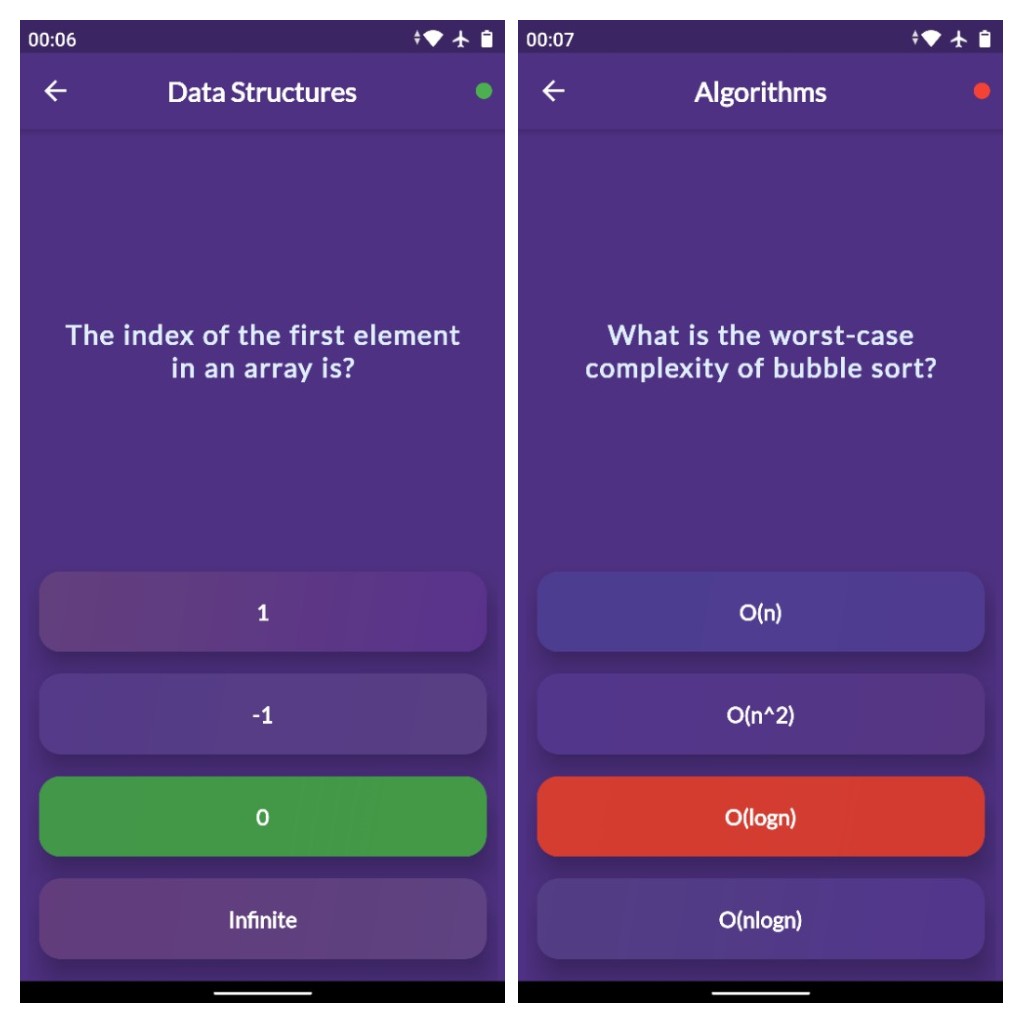 00:06
Data Structures
The index of the first element
in an array is?
1
-1
0
Infinite
00:07
Algorithms
What is the worst-case
complexity of bubble sort?
O(n)
O(n^2)
O(logn)
O(nlogn)